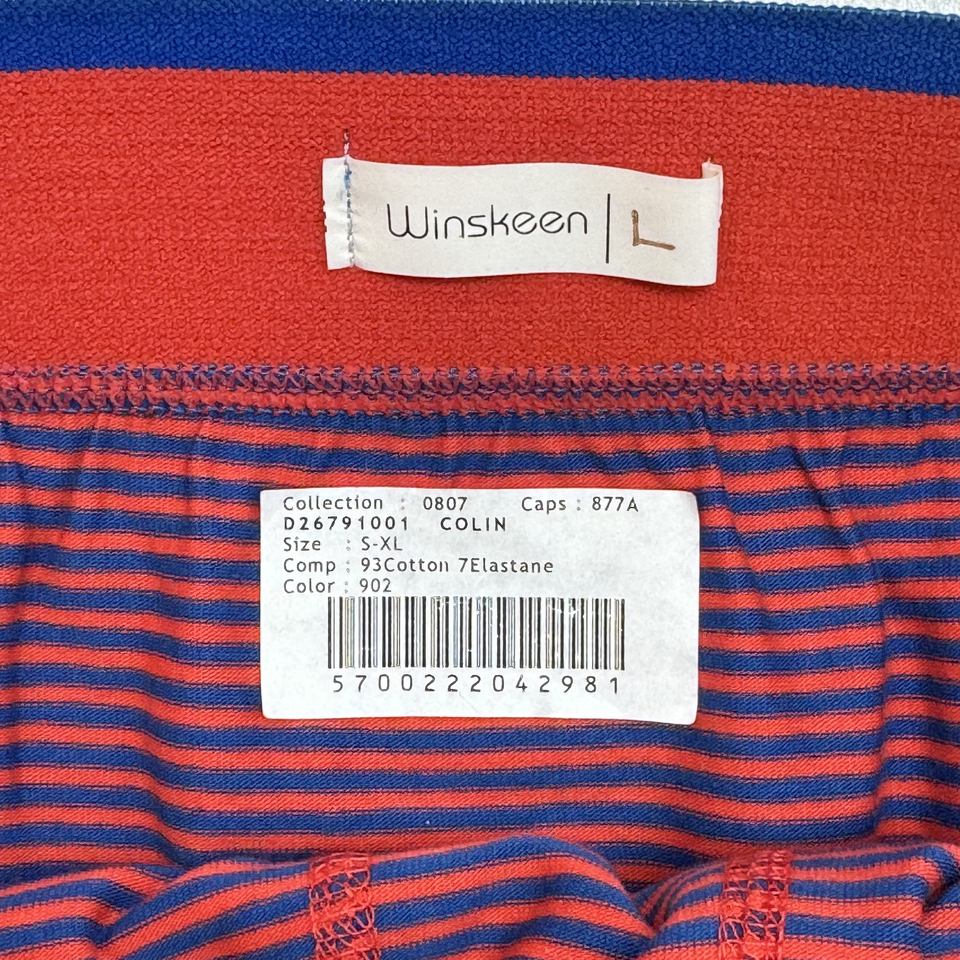 Winskeen | L
Collection : 0807 Caps : 877A
D26791001 COLIN
Size : S-XL
Comp : 93Cotton 7Elastane
Color : 902
5700222042981